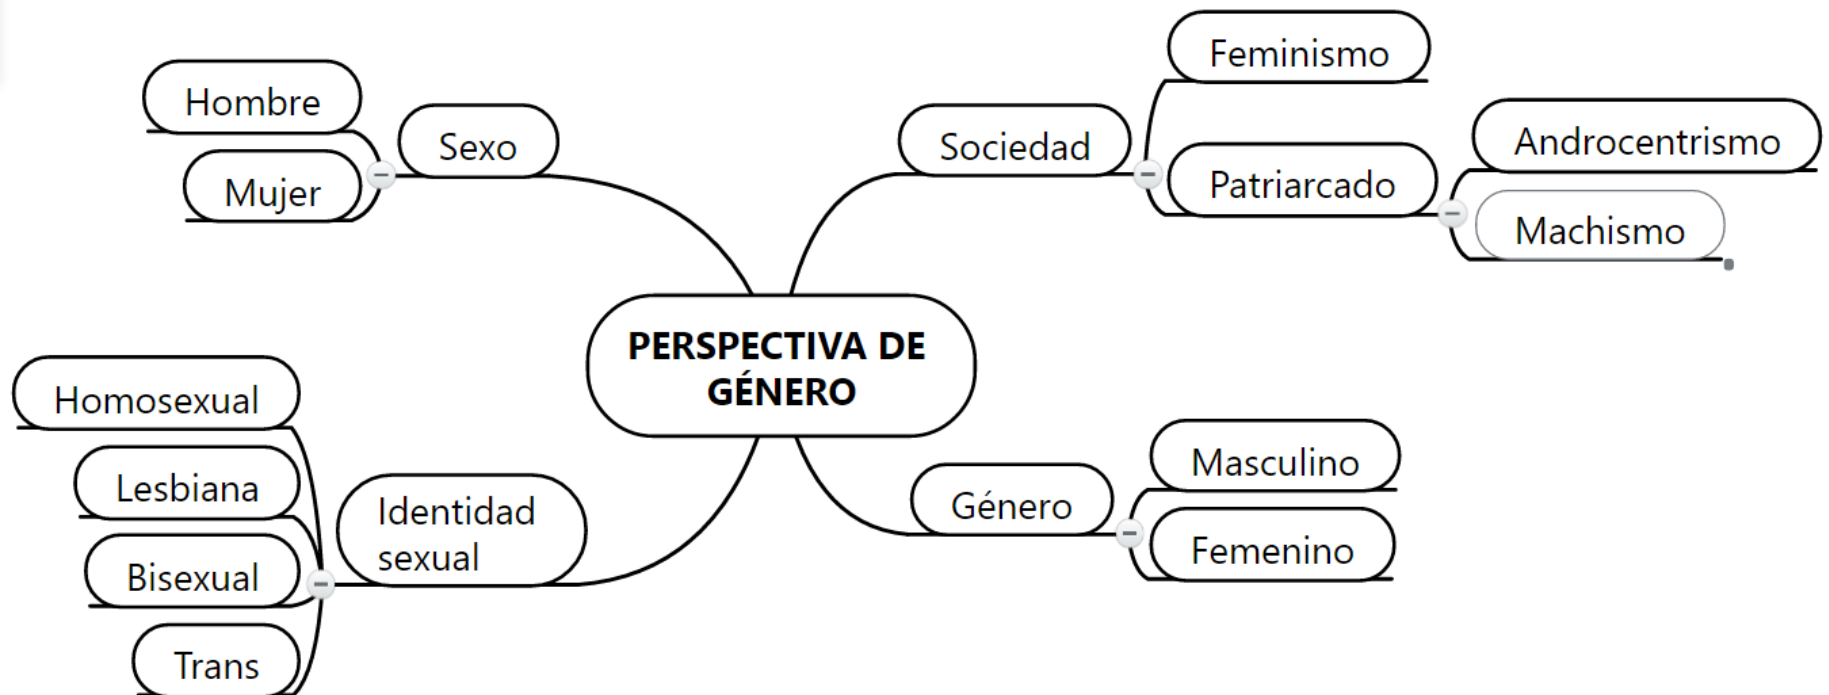 Hombre
Mujer
Sexo
Sociedad
Feminismo
Patriarcado
Androcentrismo
Machismo
PERSPECTIVA DE
GÉNERO
Homosexual
Lesbiana
Bisexual
Trans
Identidad
sexual
Género
Masculino
Femenino